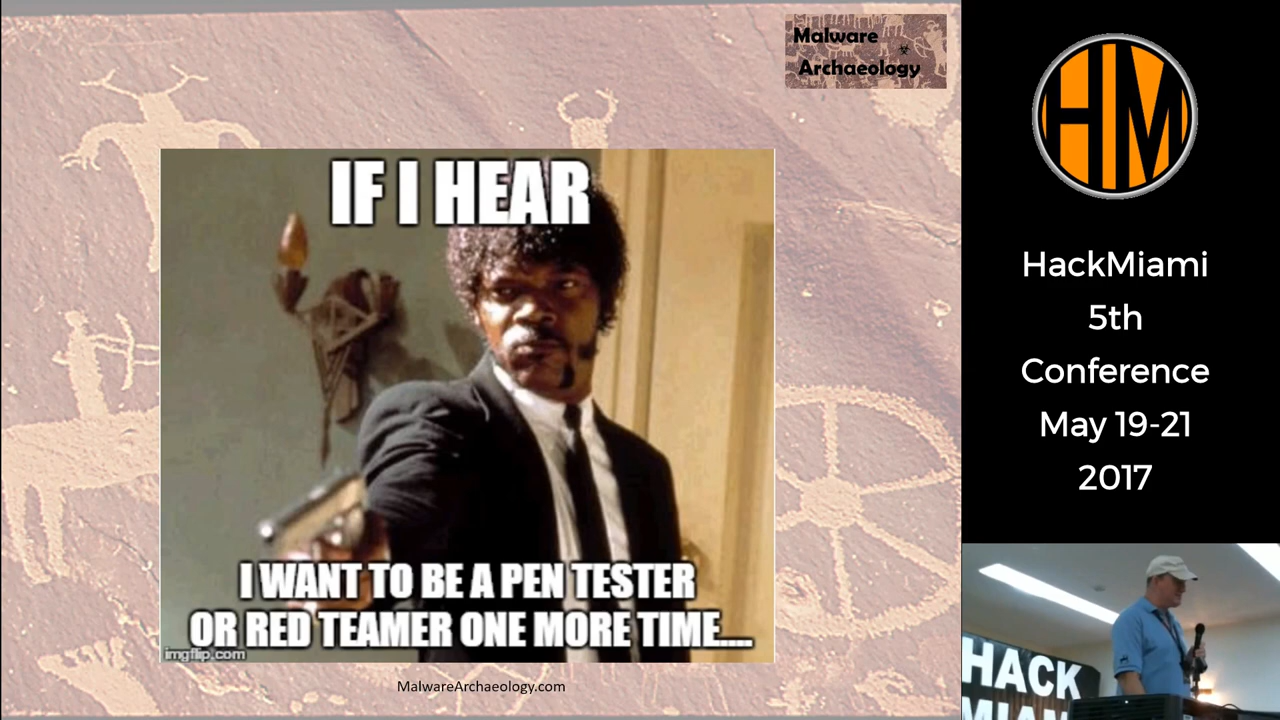 Malware
Archaeology
IF I HEAR
I WANT TO BE A PEN TESTER
OR RED TEAMER ONE MORE TIME....
imgflip.com
MalwareArchaeology.com
HM
HackMiami
5th
Conference
May 19-21
2017
HACK
MIAMI